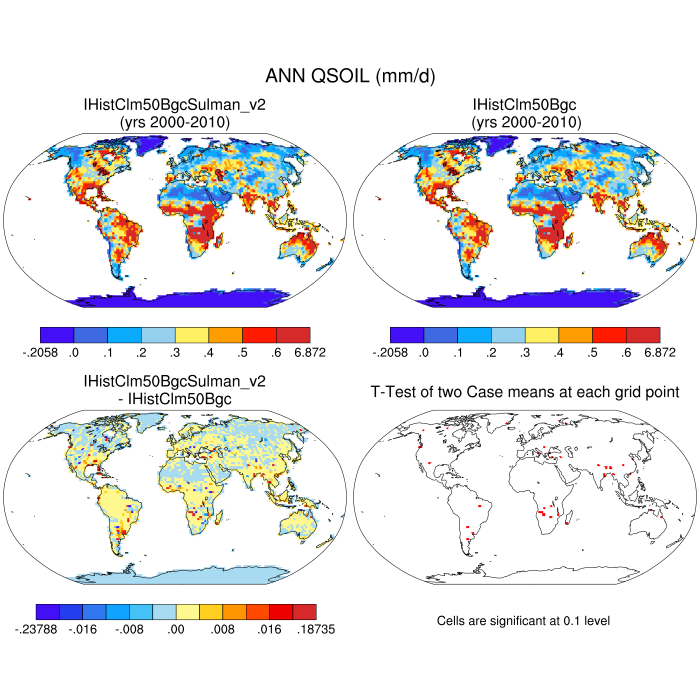 ANN QSOIL (mm/d)
IHistClm50BgcSulman_v2
(yrs 2000-2010)
IHistClm50Bgc
(yrs 2000-2010)
-.2058 .0 .1 .2 .3 .4 .5 .6 6.872
-.2058 .0 .1 .2 .3 .4 .5 .6 6.872
IHistClm50BgcSulman_v2
- IHistClm50Bgc
T-Test of two Case means at each grid point
-.23788 -.016 -.008 .00 .008 .016 .18735
Cells are significant at 0.1 level